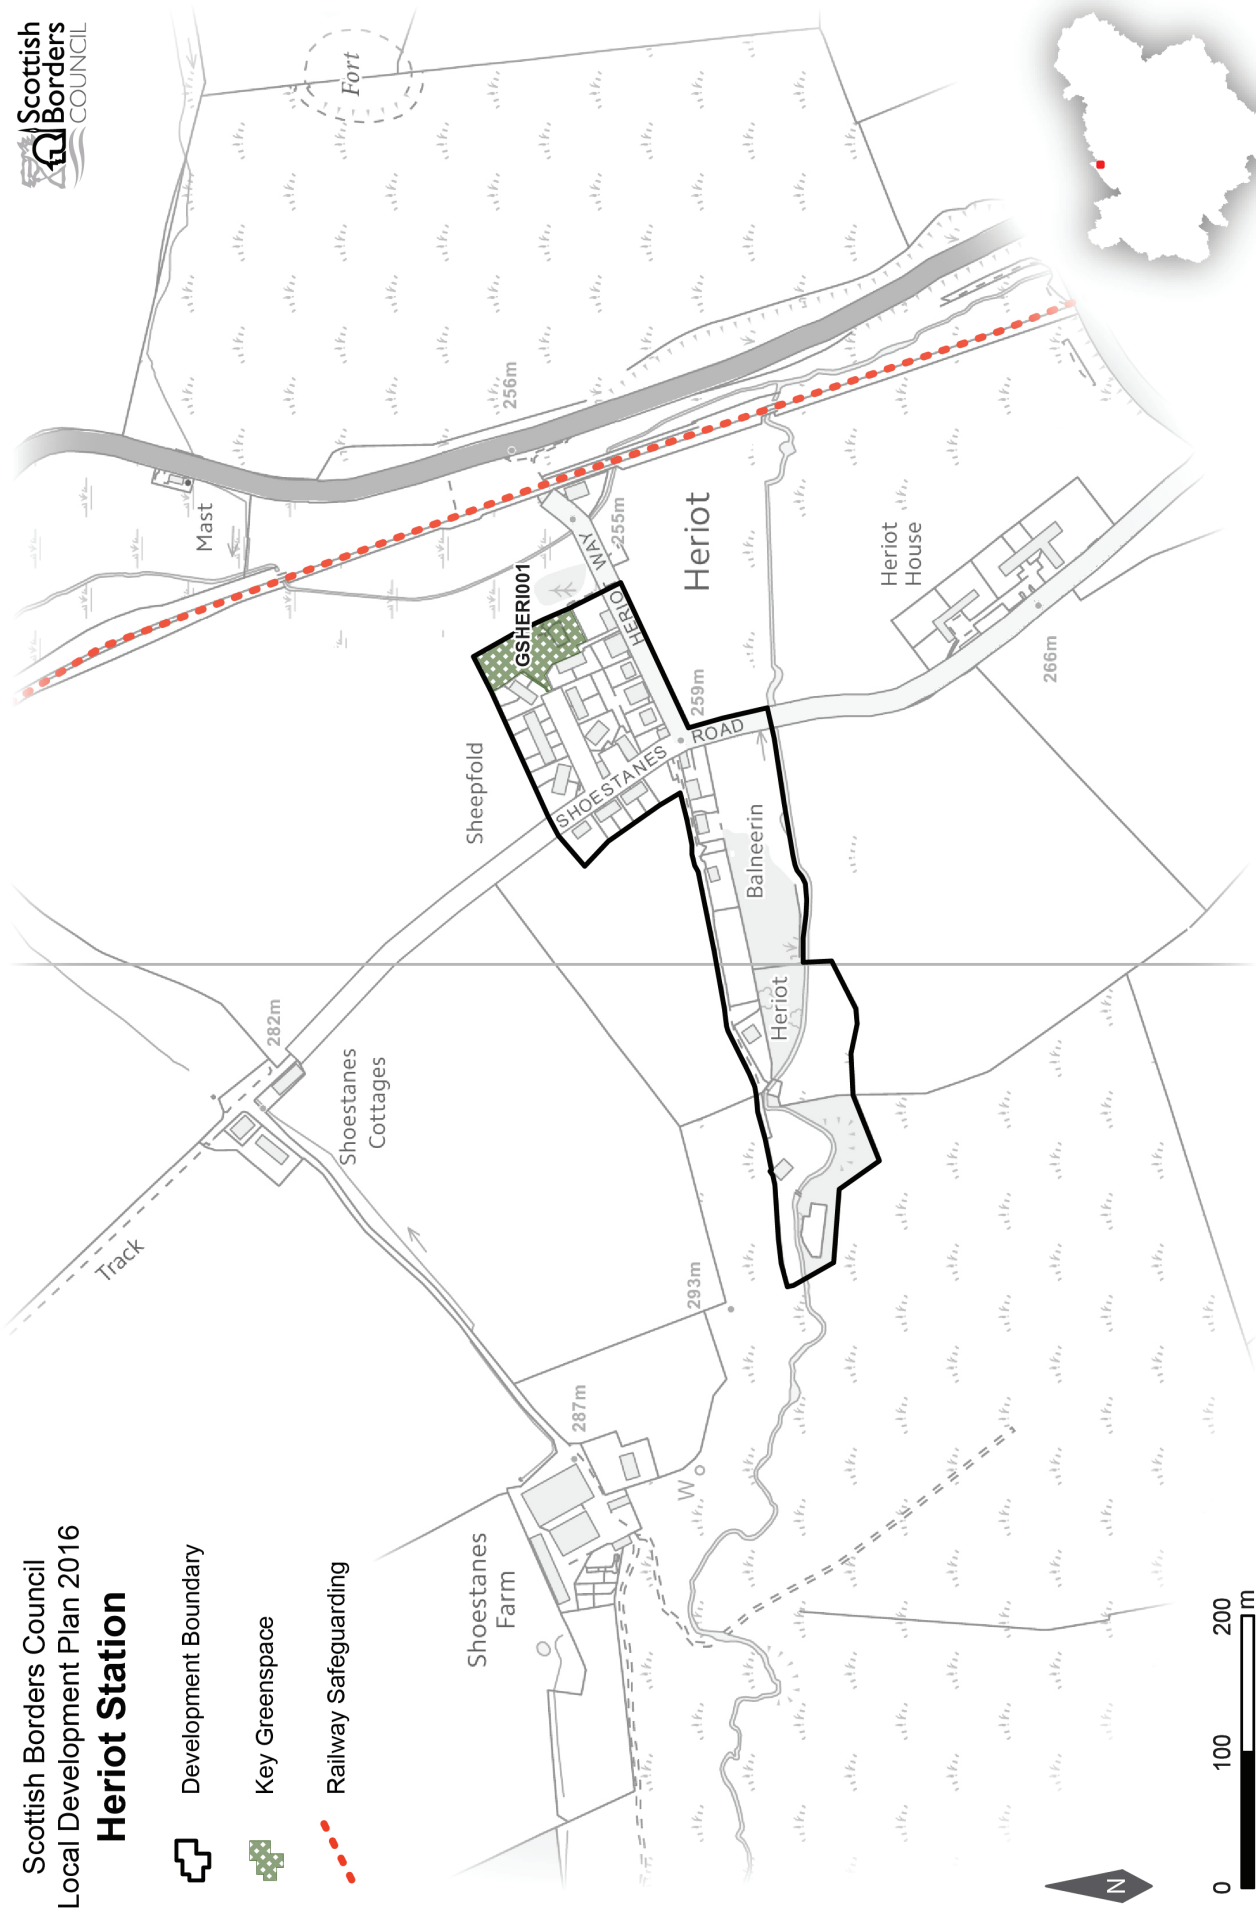 Scottish Borders Council
Local Development Plan 2016
Heriot Station
Development Boundary
Key Greenspace
Railway Safeguarding
Scottish
Borders
COUNCIL
Fort
Mast
256m
Track
282m
Shoestanes
Cottages
Sheepfold
GSHERI001
HERIO
WAY
255m
Heriot
SHOESTANES
ROAD
259m
Heriot
House
266m
Balneerin
Heriot
293m
287m
Shoestanes
Farm
W
N
0
100
200
m